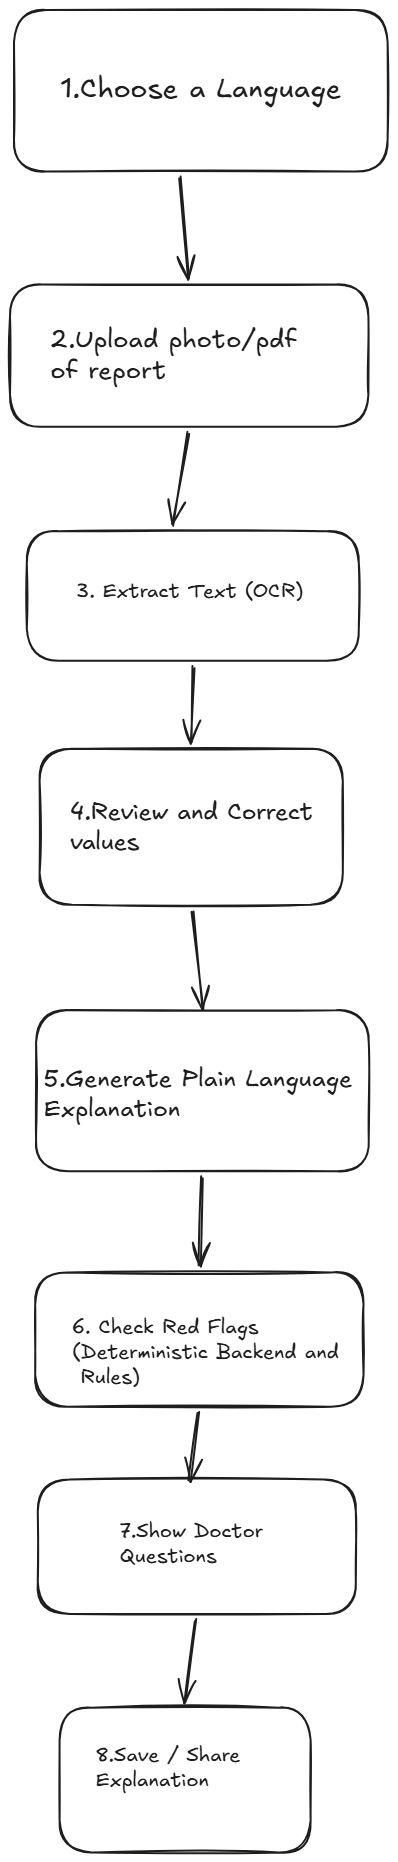 1.Choose a Language
2.Upload photo/pdf
of report
3. Extract Text (OCR)
4.Review and Correct
values
5.Generate Plain Language
Explanation
6. Check Red Flags
(Deterministic Backend and
Rules)
7.Show Doctor
Questions
8.Save / Share
Explanation